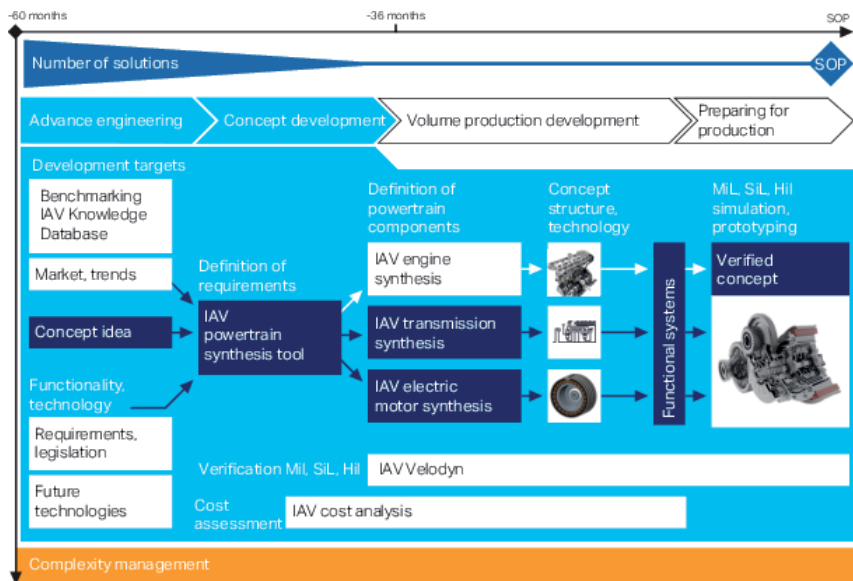 -60 months
-36 months
SOP
Number of solutions
SOP
Advance engineering
Concept development
Volume production development
Preparing for
production
Development targets
Benchmarking
IAV Knowledge
Database
Market, trends
Concept idea
Functionality,
technology
Requirements,
legislation
Future
technologies
Definition of
requirements
IAV
powertrain
synthesis tool
Definition of
powertrain
components
IAV engine
synthesis
IAV transmission
synthesis
IAV electric
motor synthesis
Concept
structure,
technology
Functional systems
MiL, SiL, Hil
simulation,
prototyping
Verified
concept
Verification Mil, SiL, Hil
IAV Velodyn
Cost
assessment
IAV cost analysis
Complexity management